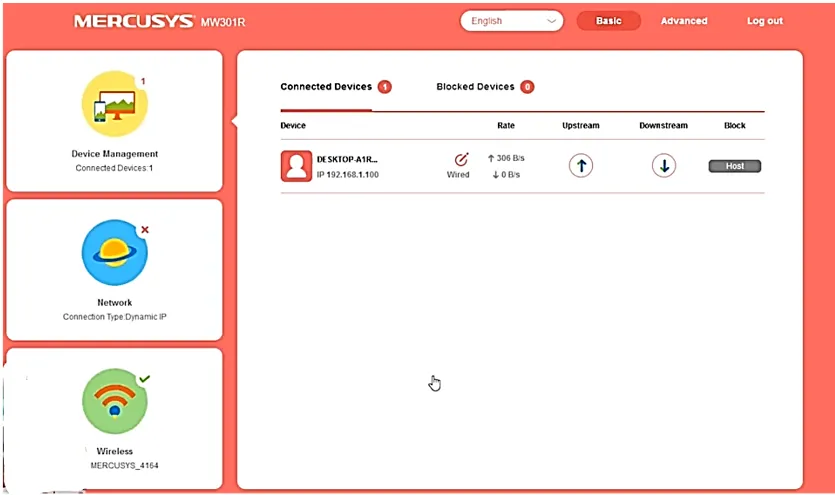 MERCUSYS MW301R
English
Basic
Advanced
Log out
1
Device Management
Connected Devices:1
Network
Connection Type:Dynamic IP
Wireless
MERCUSYS_4164
Connected Devices 1
Blocked Devices 0
Device Rate Upstream Downstream Block
DESKTOP-A1R...
IP 192.168.1.100
Wired
306 B/s
0 B/s
Host